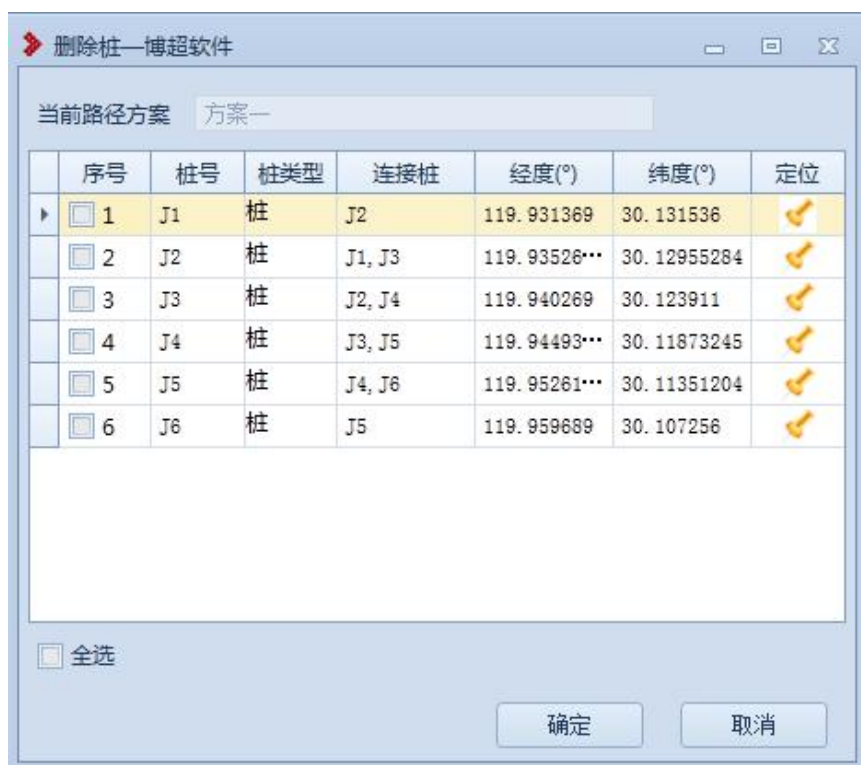 删除桩—博超软件
当前路径方案 方案一
序号 桩号 桩类型 连接桩 经度(°) 纬度(°) 定位
1 J1 桩 J2 119.931369 30.131536
2 J2 桩 J1, J3 119.93526··· 30.12955284
3 J3 桩 J2, J4 119.940269 30.123911
4 J4 桩 J3, J5 119.94493··· 30.11873245
5 J5 桩 J4, J6 119.95261··· 30.11351204
6 J6 桩 J5 119.959689 30.107256
全选
确定 取消